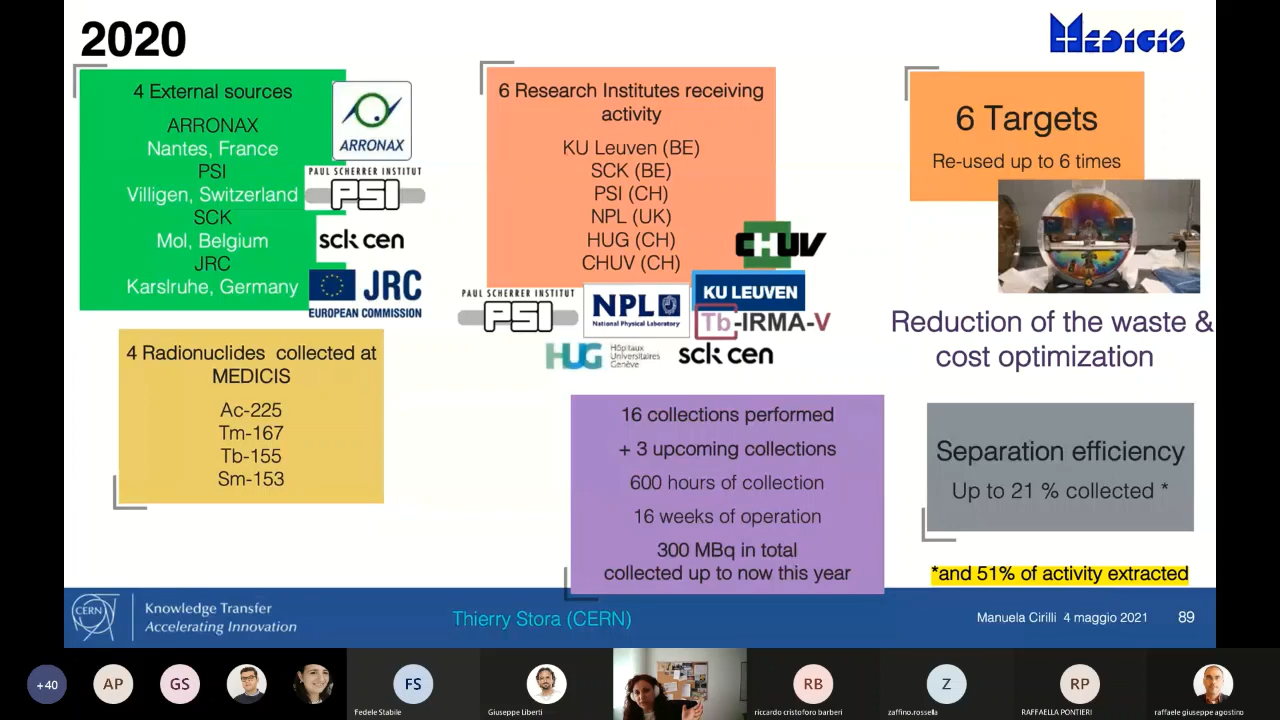 2020
MEDICIS
4 External sources
ARRONAX
Nantes, France
PSI
Villigen, Switzerland
SCK
Mol, Belgium
JRC
Karslruhe, Germany
ARRONAX
PAUL SCHERRER INSTITUT
PSI
sck cen
JRC
EUROPEAN COMMISSION
6 Research Institutes receiving
activity
KU Leuven (BE)
SCK (BE)
PSI (CH)
NPL (UK)
HUG (CH)
CHUV (CH)
CHUV
PAUL SCHERRER INSTITUT
PSI
NPL
National Physical Laboratory
KU LEUVEN
Tb-IRMA-V
HUG
Hôpitaux
Universitaires
Genève
sck cen
6 Targets
Re-used up to 6 times
Reduction of the waste &
cost optimization
4 Radionuclides collected at
MEDICIS
Ac-225
Tm-167
Tb-155
Sm-153
16 collections performed
+ 3 upcoming collections
600 hours of collection
16 weeks of operation
300 MBq in total
collected up to now this year
Separation efficiency
Up to 21 % collected *
*and 51% of activity extracted
CERN
Knowledge Transfer
Accelerating Innovation
Thierry Stora (CERN)
Manuela Cirilli 4 maggio 2021
89
+40
AP
GS
FS
Fedele Stabile
Giuseppe Liberti
RB
riccardo cristoforo barberi
Z
zaffino.rossella
RP
RAFFAELLA PONTIERI
raffaele giuseppe agostino